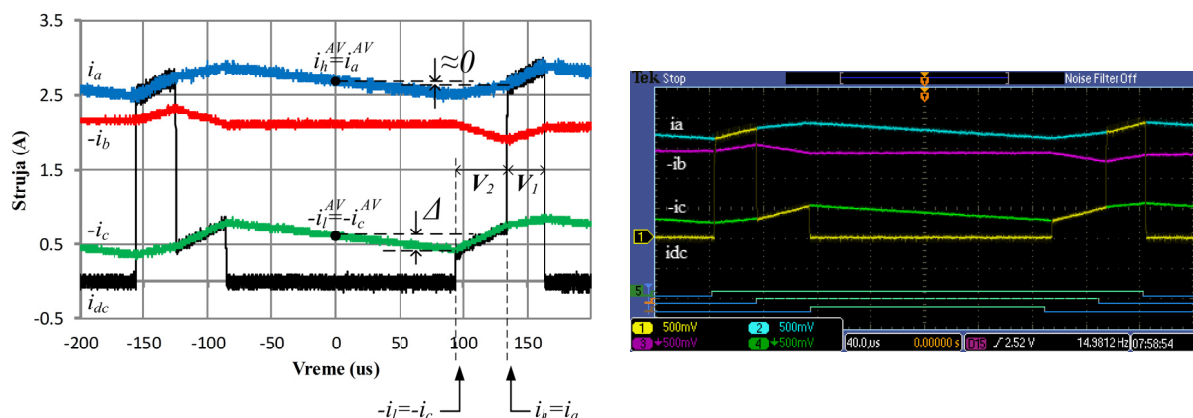 3.5
2.5
1.5
0.5
-0.5
Struja (A)
i_a
i_h^{AV}=i_a^{AV}
≈0
-i_b
V_2
V_1
-i_l^{AV}=-i_c^{AV}
Δ
-i_c
i_dc
-200 -150 -100 -50 0 50 100 150
Vreme (us)
-i_l=-i_c
i_h=i_a
Tek Stop
Noise Filter Off
ia
-ib
-ic
1
idc
5
1 500mV
2 500mV
3 500mV
4 500mV
40.0us
0.00000 s
D15
2.52 V
14.9812 Hz
07:58:54